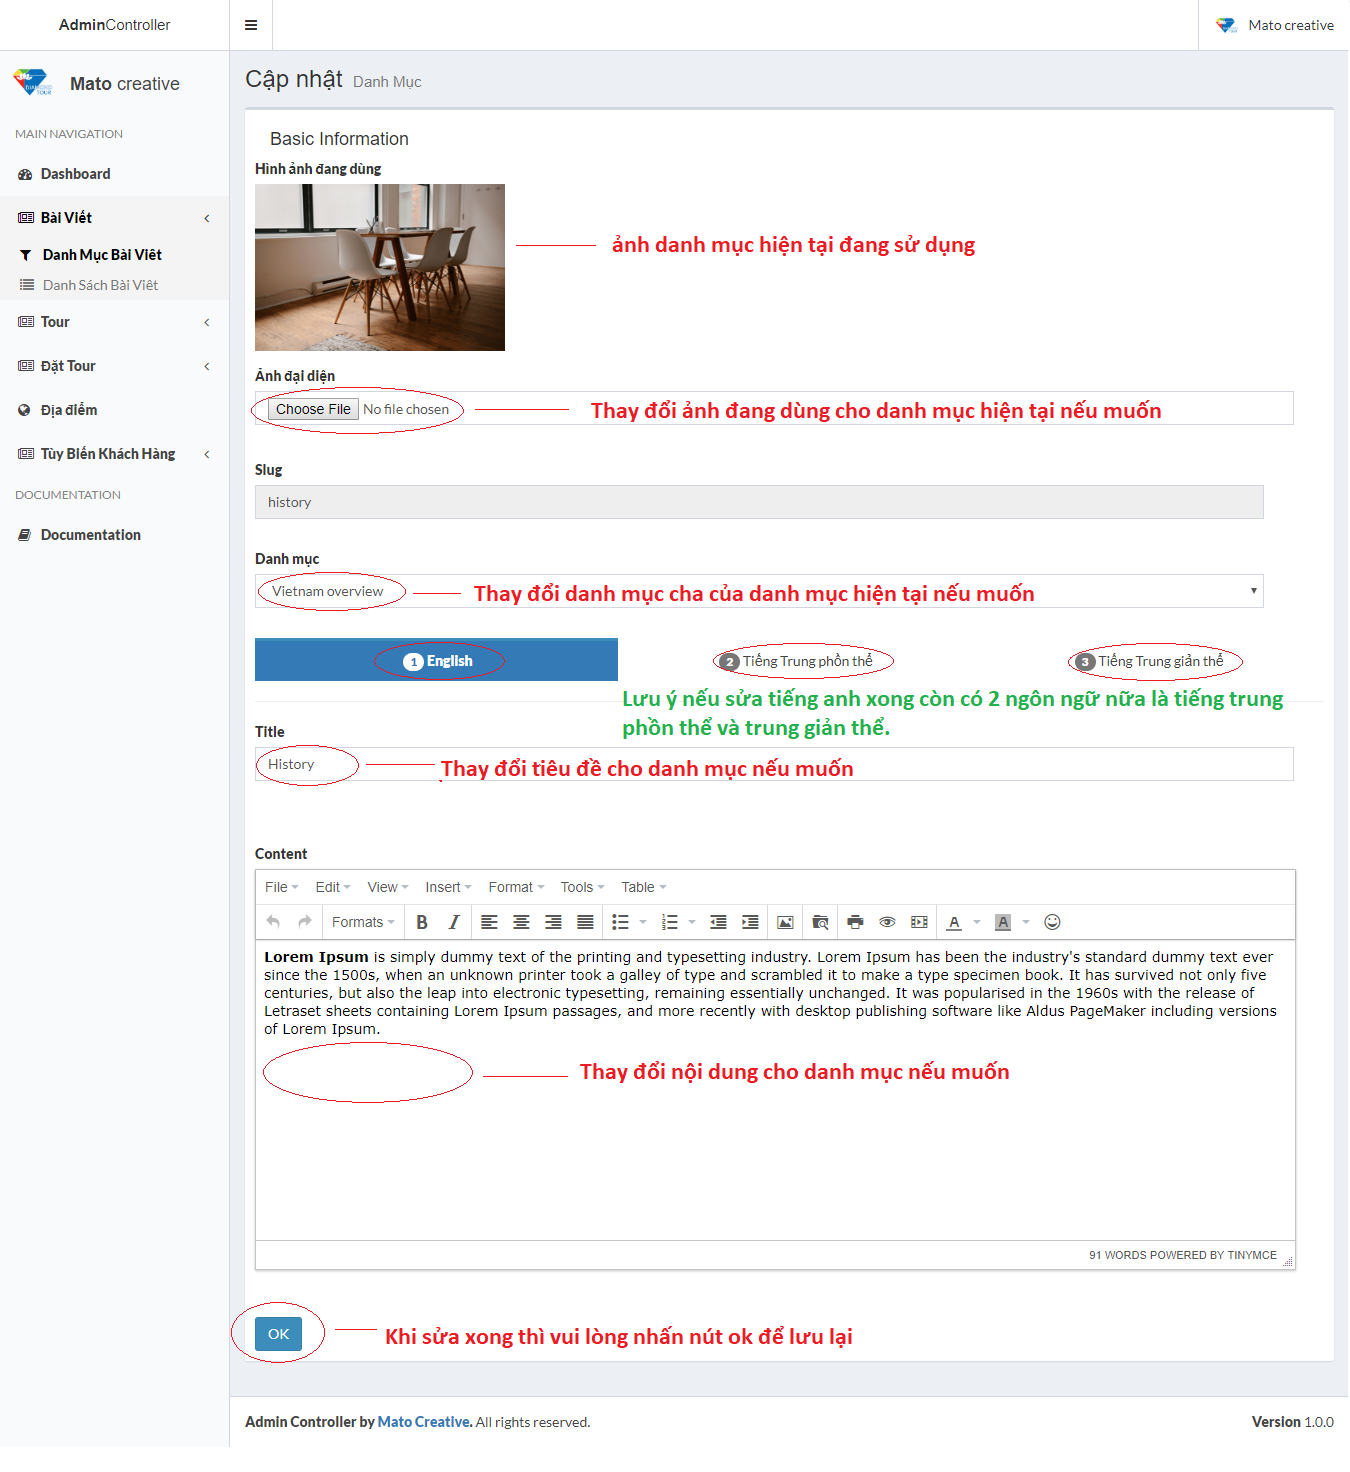 AdminController
Mato creative
Mato creative
MAIN NAVIGATION
Dashboard
Bài Viết
Danh Mục Bài Viêt
Danh Sách Bài Viêt
Tour
Đặt Tour
Địa điểm
Tùy Biến Khách Hàng
DOCUMENTATION
Documentation
Cập nhật Danh Mục
Basic Information
Hình ảnh đang dùng
ảnh danh mục hiện tại đang sử dụng
Ảnh đại diện
Choose File No file chosen
Thay đổi ảnh đang dùng cho danh mục hiện tại nếu muốn
Slug
history
Danh mục
Vietnam overview
Thay đổi danh mục cha của danh mục hiện tại nếu muốn
1 English
2 Tiếng Trung phồn thể
3 Tiếng Trung giản thể
Lưu ý nếu sửa tiếng anh xong còn có 2 ngôn ngữ nữa là tiếng trung
phồn thể và trung giản thể.
Title
History
Thay đổi tiêu đề cho danh mục nếu muốn
Content
File Edit View Insert Format Tools Table
Formats B I A A
Lorem Ipsum is simply dummy text of the printing and typesetting industry. Lorem Ipsum has been the industry's standard dummy text ever
since the 1500s, when an unknown printer took a galley of type and scrambled it to make a type specimen book. It has survived not only five
centuries, but also the leap into electronic typesetting, remaining essentially unchanged. It was popularised in the 1960s with the release of
Letraset sheets containing Lorem Ipsum passages, and more recently with desktop publishing software like Aldus PageMaker including versions
of Lorem Ipsum.
Thay đổi nội dung cho danh mục nếu muốn
91 WORDS POWERED BY TINYMCE
OK
Khi sửa xong thì vui lòng nhấn nút ok để lưu lại
Admin Controller by Mato Creative. All rights reserved.
Version 1.0.0